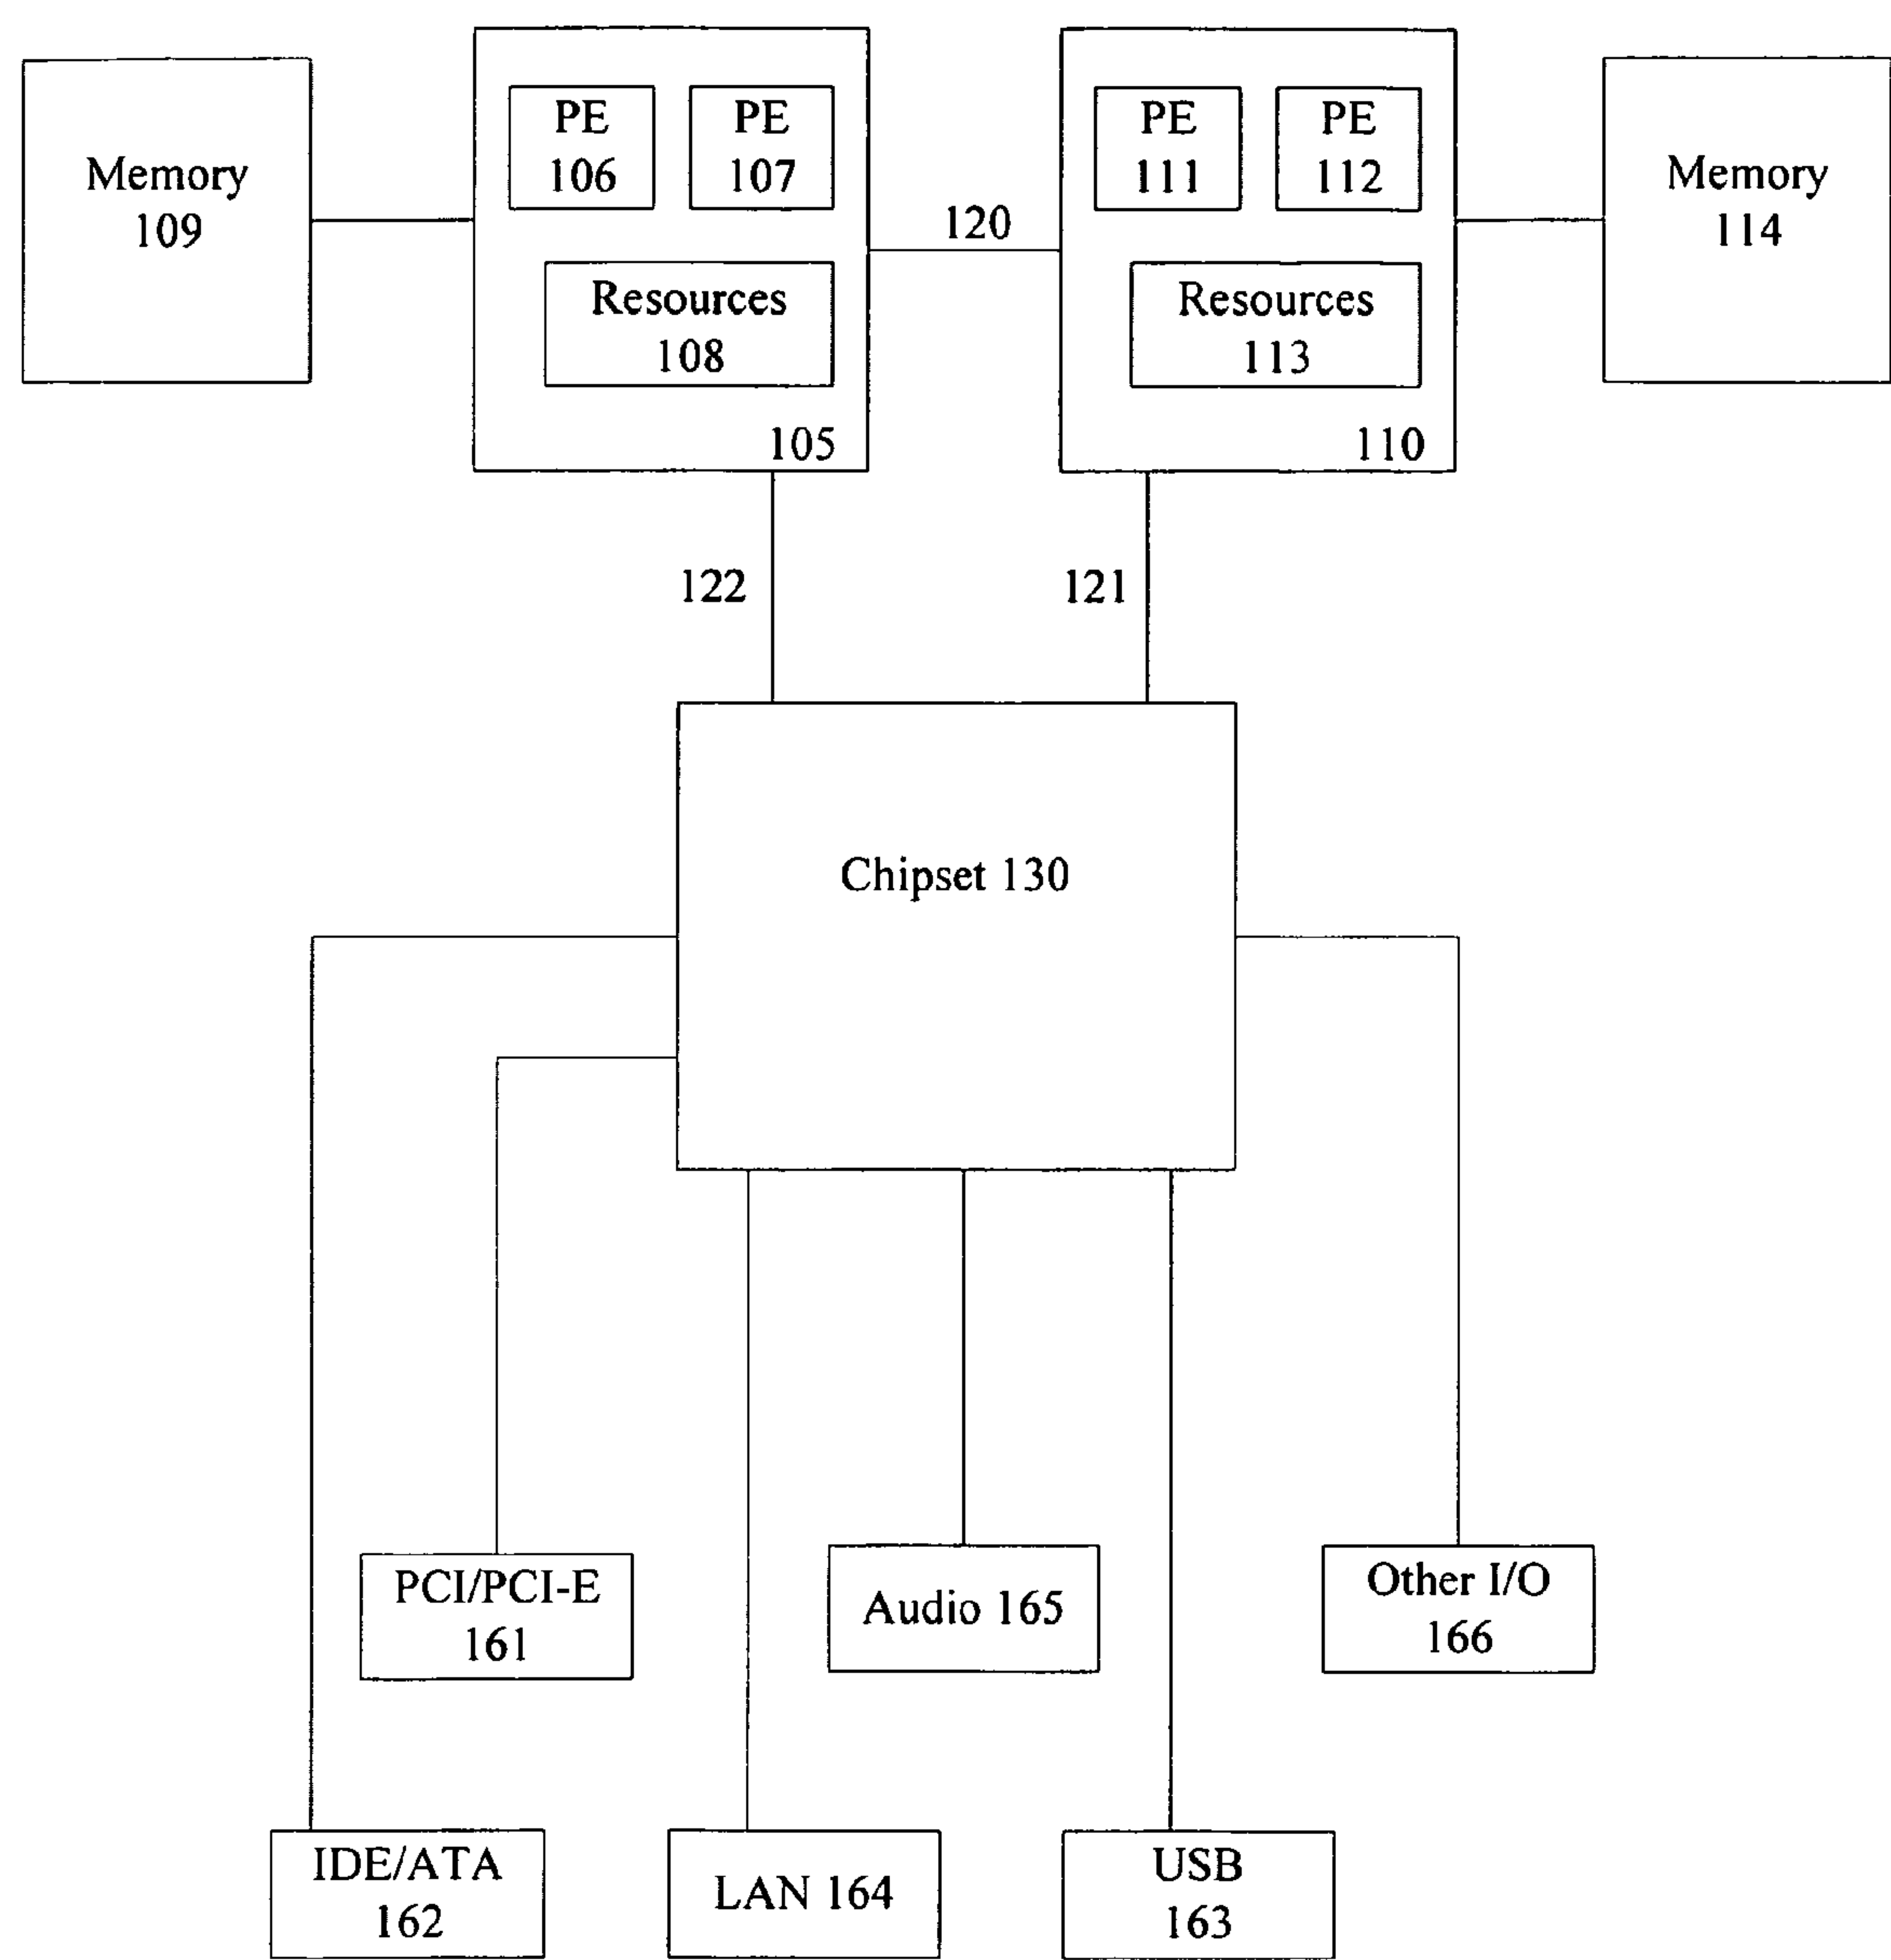 Memory
109
PE
106
PE
107
Resources
108
105
120
PE
111
PE
112
Resources
113
110
Memory
114
122
121
Chipset 130
PCI/PCI-E
161
Audio 165
Other I/O
166
IDE/ATA
162
LAN 164
USB
163